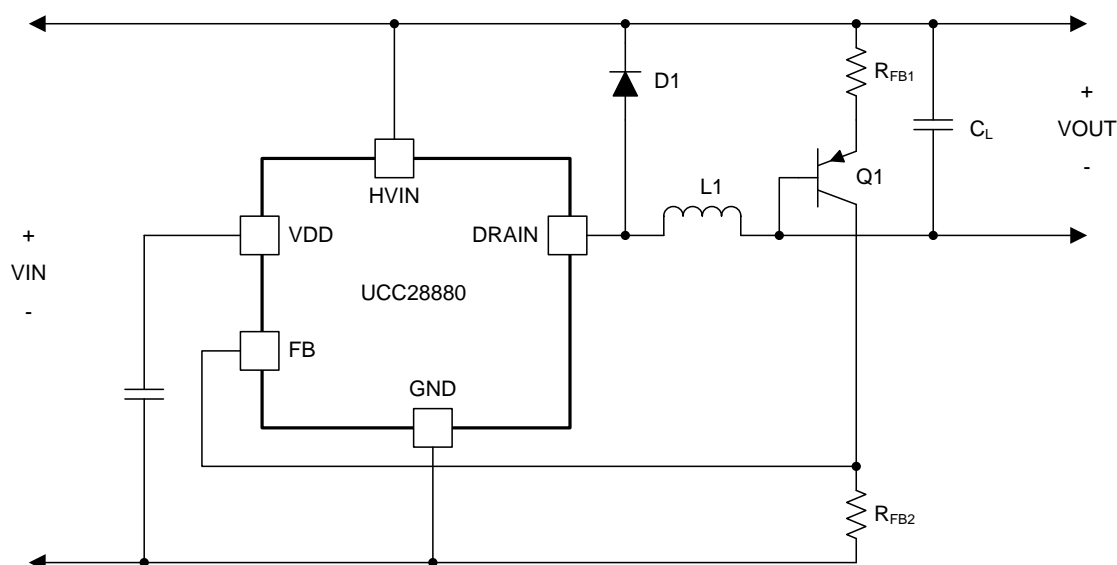 D1
R_FB1
+
VOUT
-
C_L
Q1
L1
HVIN
VDD
DRAIN
+
VIN
-
UCC28880
FB
GND
R_FB2